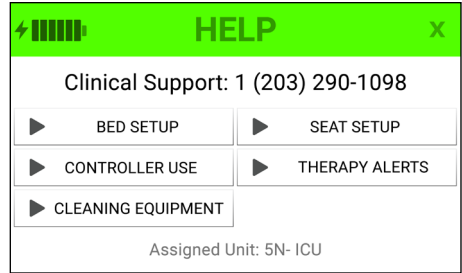 HELP X
Clinical Support: 1 (203) 290-1098
BED SETUP SEAT SETUP
CONTROLLER USE THERAPY ALERTS
CLEANING EQUIPMENT
Assigned Unit: 5N- ICU